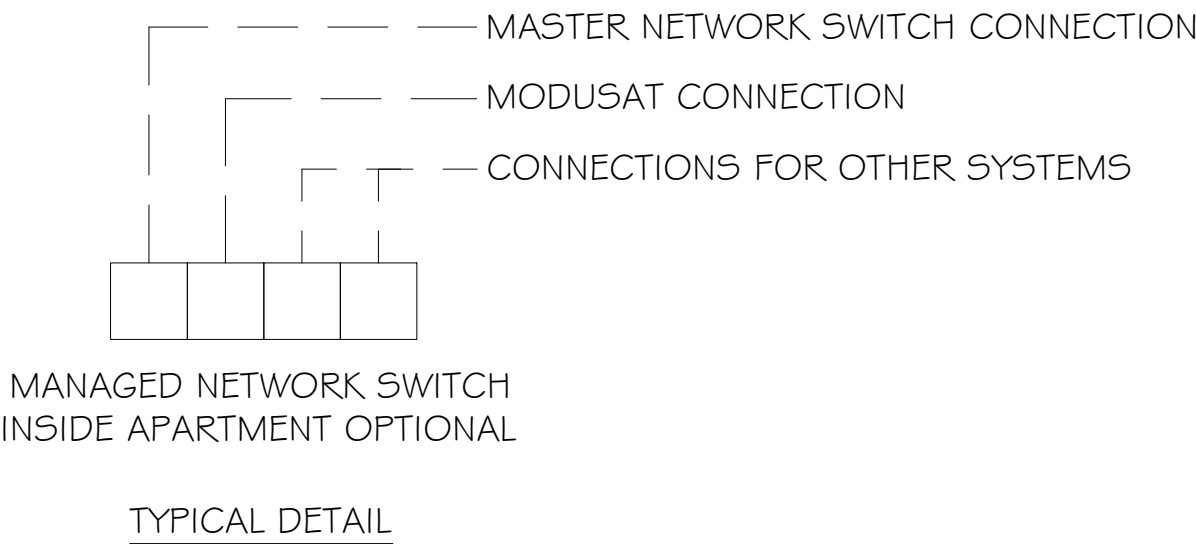 MASTER NETWORK SWITCH CONNECTION
MODUSAT CONNECTION
CONNECTIONS FOR OTHER SYSTEMS
MANAGED NETWORK SWITCH
INSIDE APARTMENT OPTIONAL
TYPICAL DETAIL